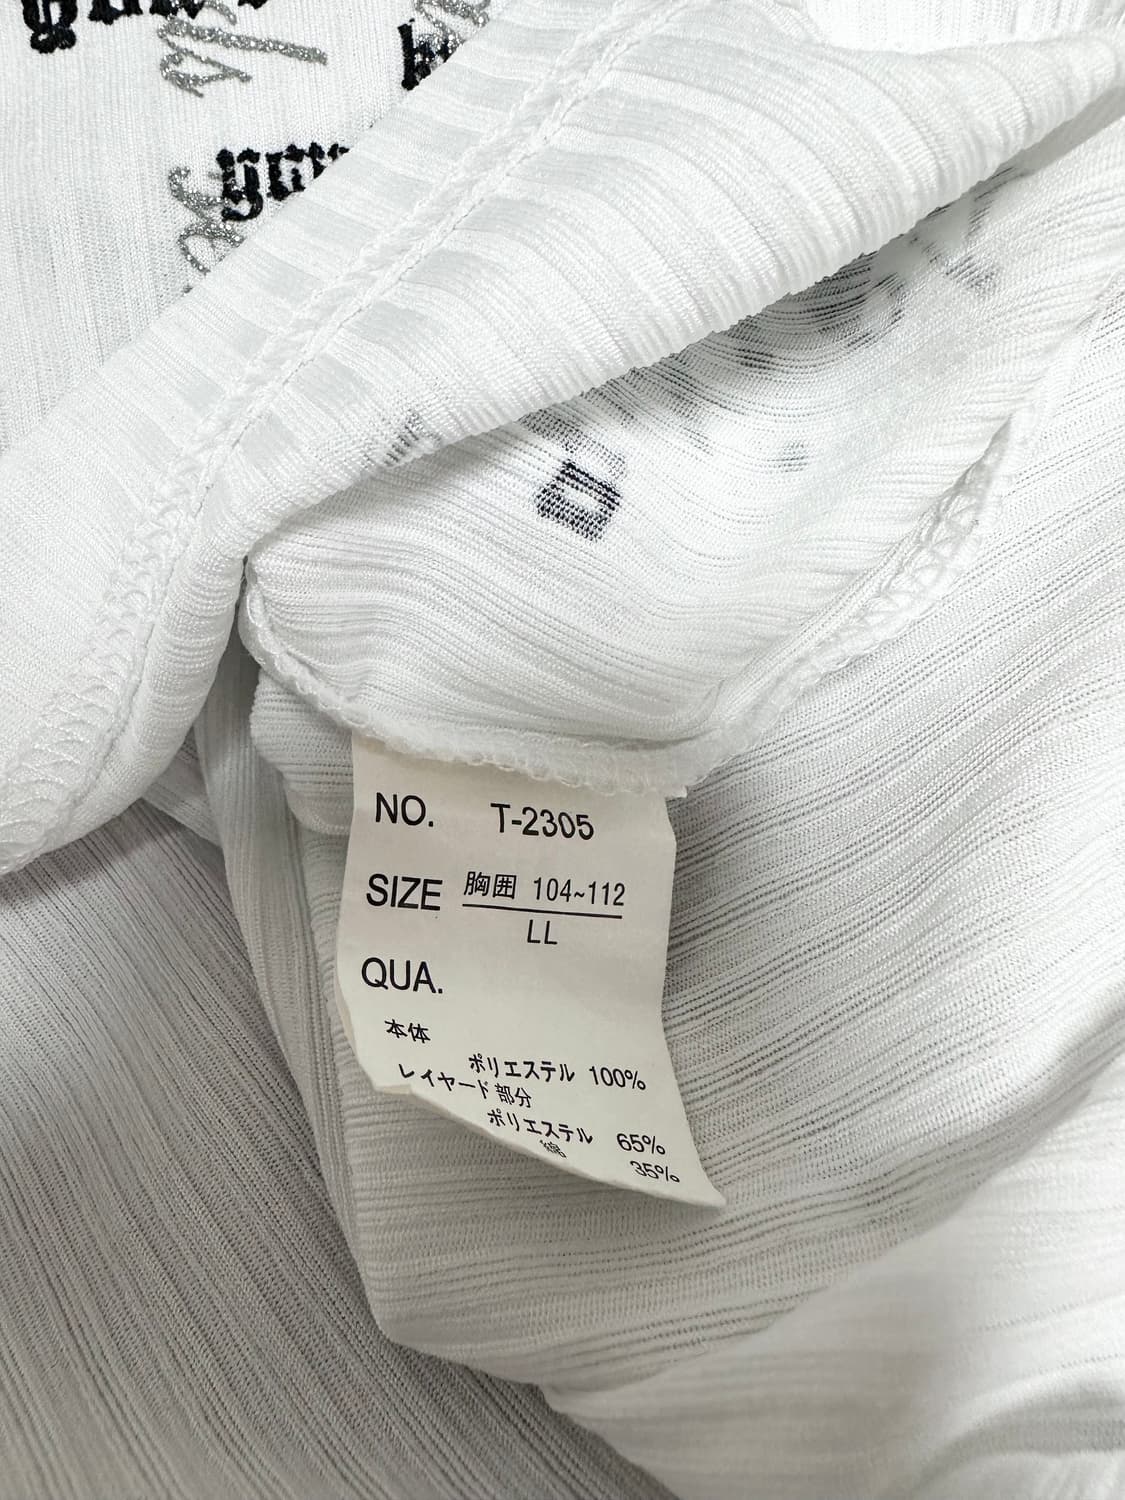 you
NO. T-2305
SIZE 胸囲 104~112
LL
QUA.
本体
ポリエステル 100%
レイヤード部分
ポリエステル 65%
綿 35%